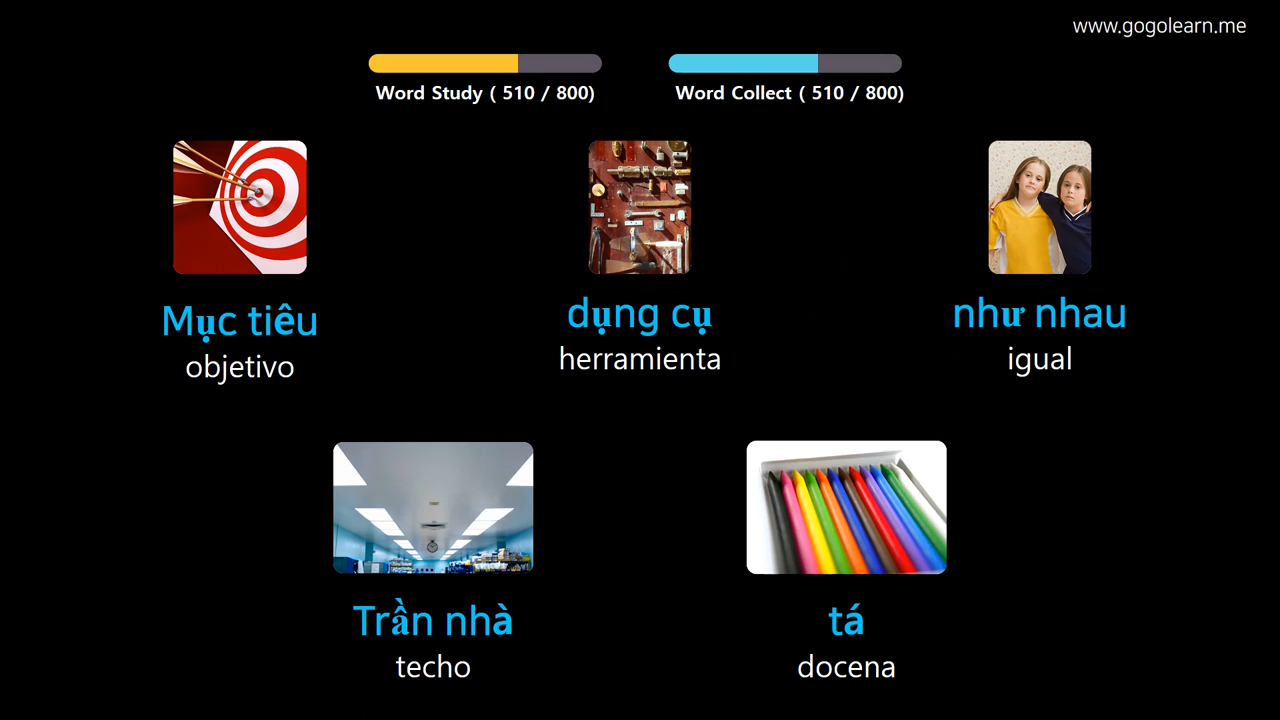 www.gogolearn.me
Word Study ( 510 / 800)
Word Collect ( 510 / 800)
Mục tiêu
objetivo
dụng cụ
herramienta
như nhau
igual
Trần nhà
techo
tá
docena